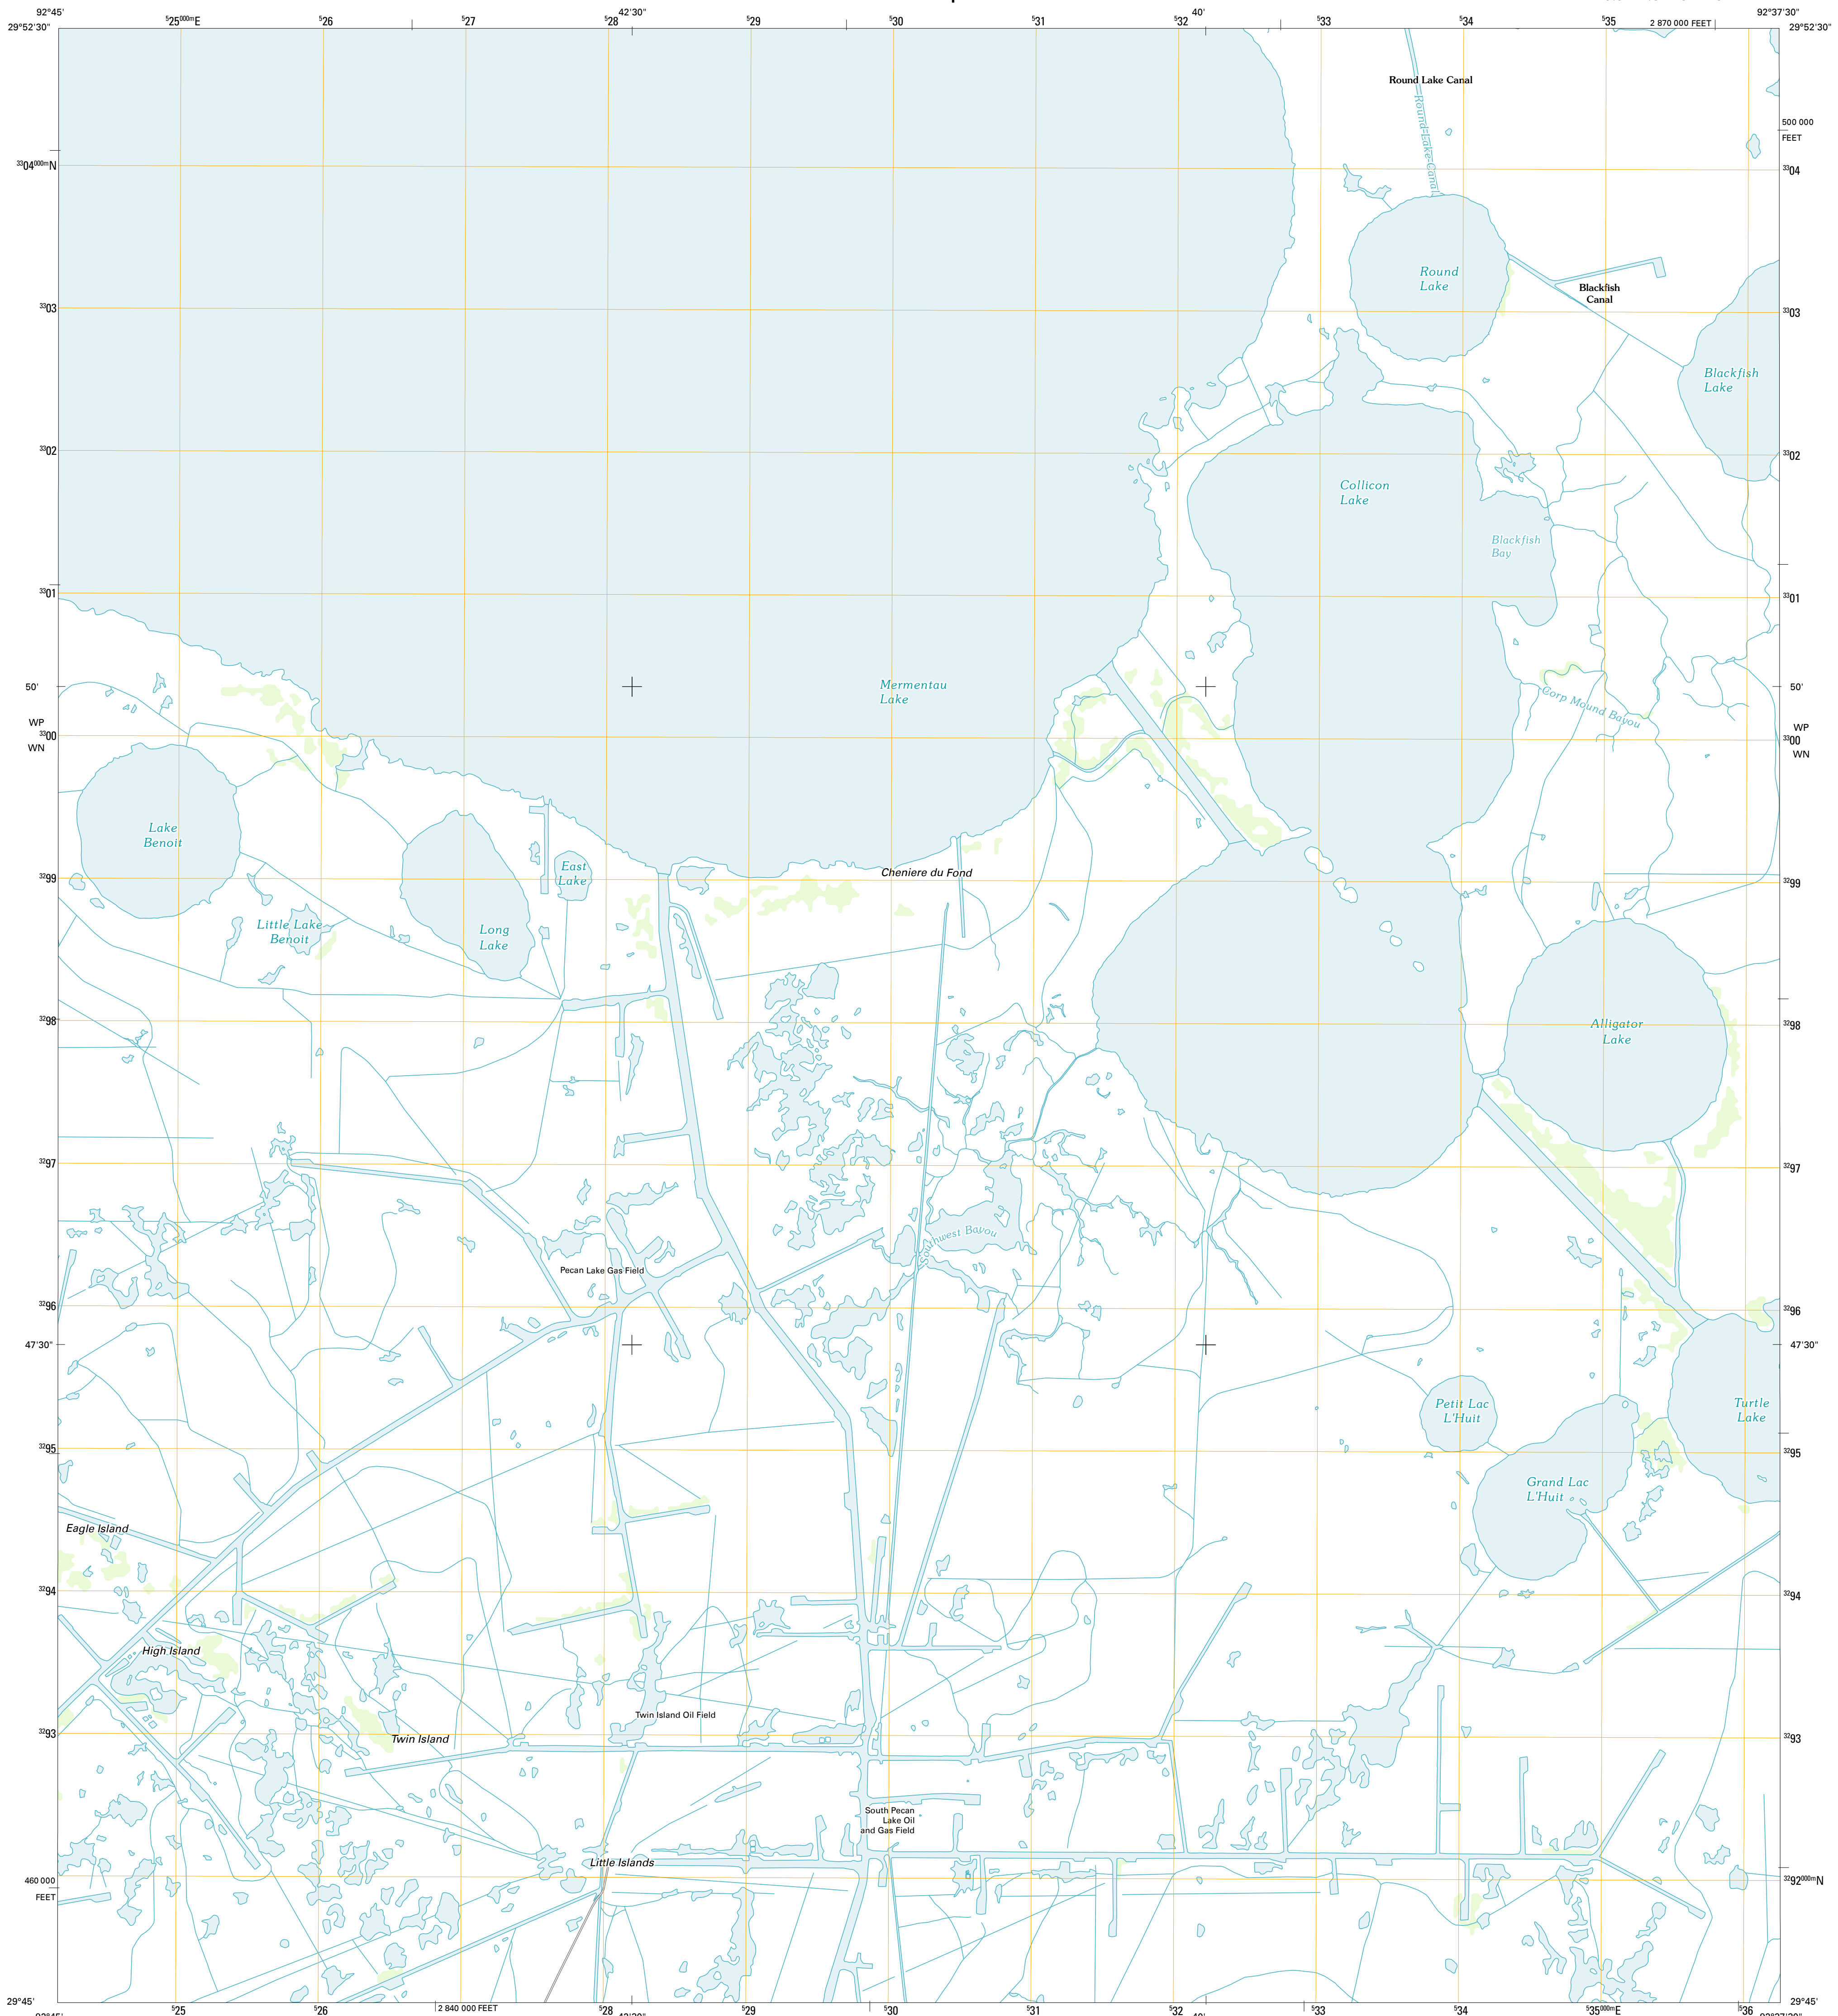 92°45' 525000mE 526 527 528 42'30" 529 530 531 532 40' 533 534 535 2 870 000 FEET 92°37'30"
29°52'30" 29°52'30"
Round Lake Canal
Round Lake Canal
500 000
FEET
3304000mN 3304
Round
Lake
Blackfish
Canal
3303 3303
Blackfish
Lake
3302 3302
Collicon
Lake
Blackfish
Bay
3301 3301
50' 50'
Mermentau
Lake
Corp Mound Bayou
WP WP
3300 3300
WN WN
Lake
Benoit
East
Lake
Cheniere du Fond
3299 3299
Little Lake
Benoit
Long
Lake
3298 3298
Alligator
Lake
3297 3297
Southwest Bayou
Pecan Lake Gas Field
3296 3296
47'30" 47'30"
Petit Lac
L'Huit
Turtle
Lake
3295 3295
Grand Lac
L'Huit
Eagle Island
3294 3294
High Island
Twin Island Oil Field
3293 3293
Twin Island
South Pecan
Lake Oil
and Gas Field
Little Islands
460 000
FEET
3292000mN
29°45' 29°45'
525 526 2 840 000 FEET 528 529 530 531 532 533 534 535000mE 536